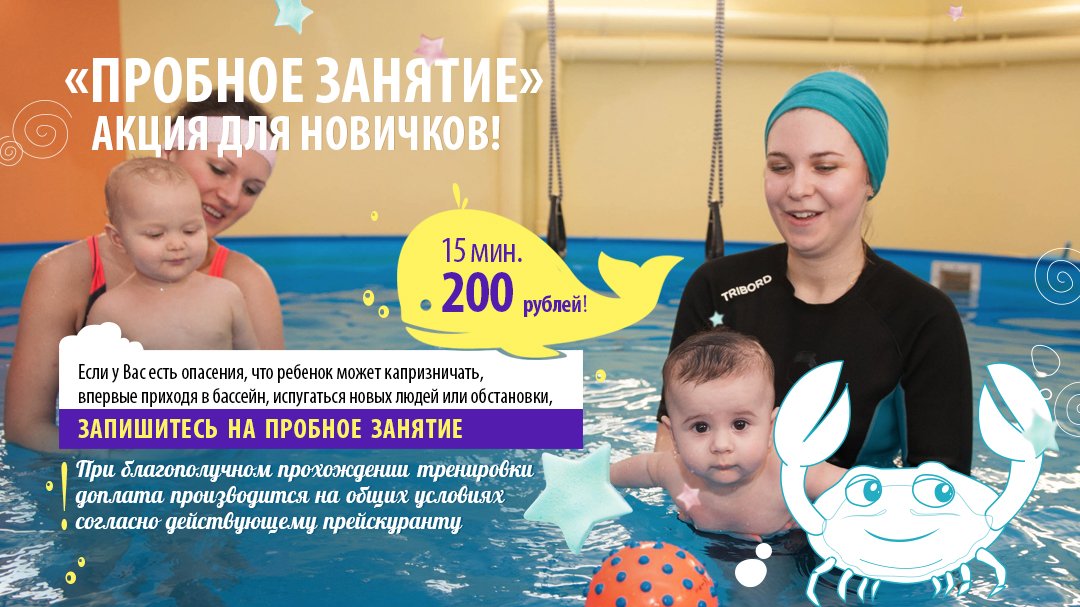 «ПРОБНОЕ ЗАНЯТИЕ»
АКЦИЯ ДЛЯ НОВИЧКОВ!
15 мин.
200 рублей!
TRIBORD
Если у Вас есть опасения, что ребенок может капризничать,
впервые приходя в бассейн, испугаться новых людей или обстановки,
ЗАПИШИТЕСЬ НА ПРОБНОЕ ЗАНЯТИЕ
! При благополучном прохождении тренировки
доплата производится на общих условиях
согласно действующему прейскуранту